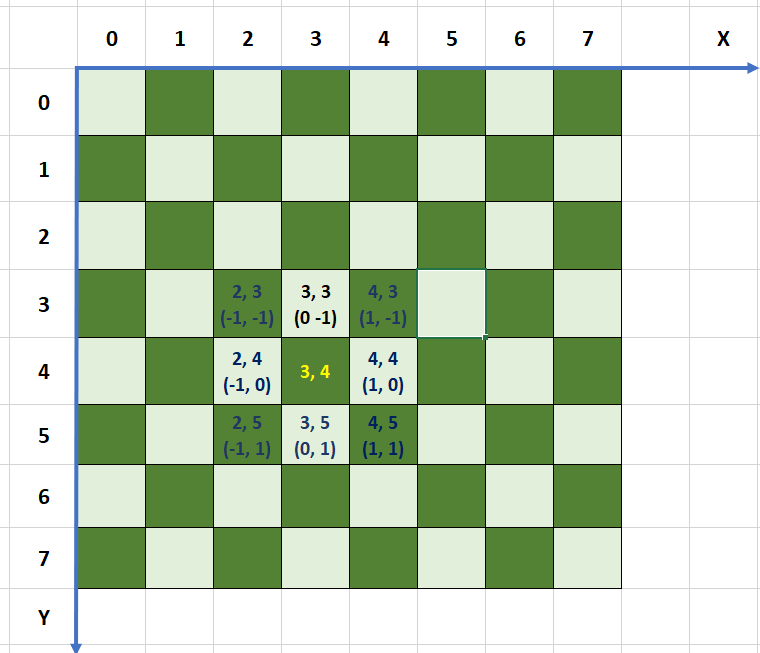 0 1 2 3 4 5 6 7 X
0
1
2
3
2, 3 3, 3 4, 3
(-1, -1) (0 -1) (1, -1)
4
2, 4 3, 4 4, 4
(-1, 0) (1, 0)
5
2, 5 3, 5 4, 5
(-1, 1) (0, 1) (1, 1)
6
7
Y